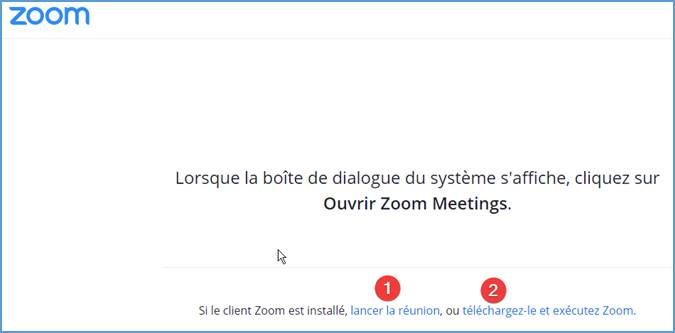 zoom
Lorsque la boîte de dialogue du système s'affiche, cliquez sur
Ouvrir Zoom Meetings.
1 2
Si le client Zoom est installé, lancer la réunion, ou téléchargez-le et exécutez Zoom.